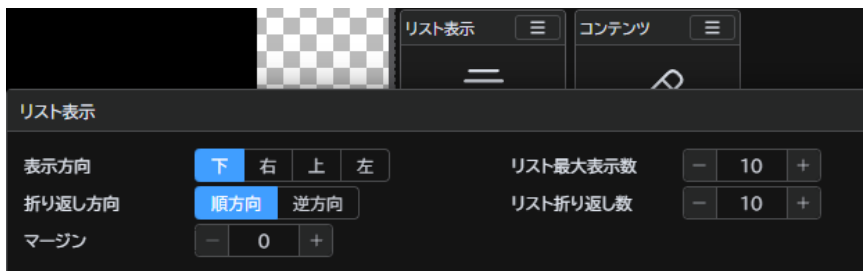 リスト表示 コンテンツ
リスト表示
表示方向 下 右 上 左 リスト最大表示数 − 10 +
折り返し方向 順方向 逆方向 リスト折り返し数 − 10 +
マージン − 0 +